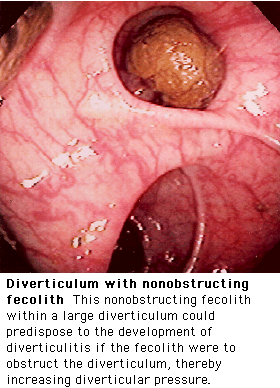 Diverticulum with nonobstructing
fecolith This nonobstructing fecolith
within a large diverticulum could
predispose to the development of
diverticulitis if the fecolith were to
obstruct the diverticulum, thereby
increasing diverticular pressure.